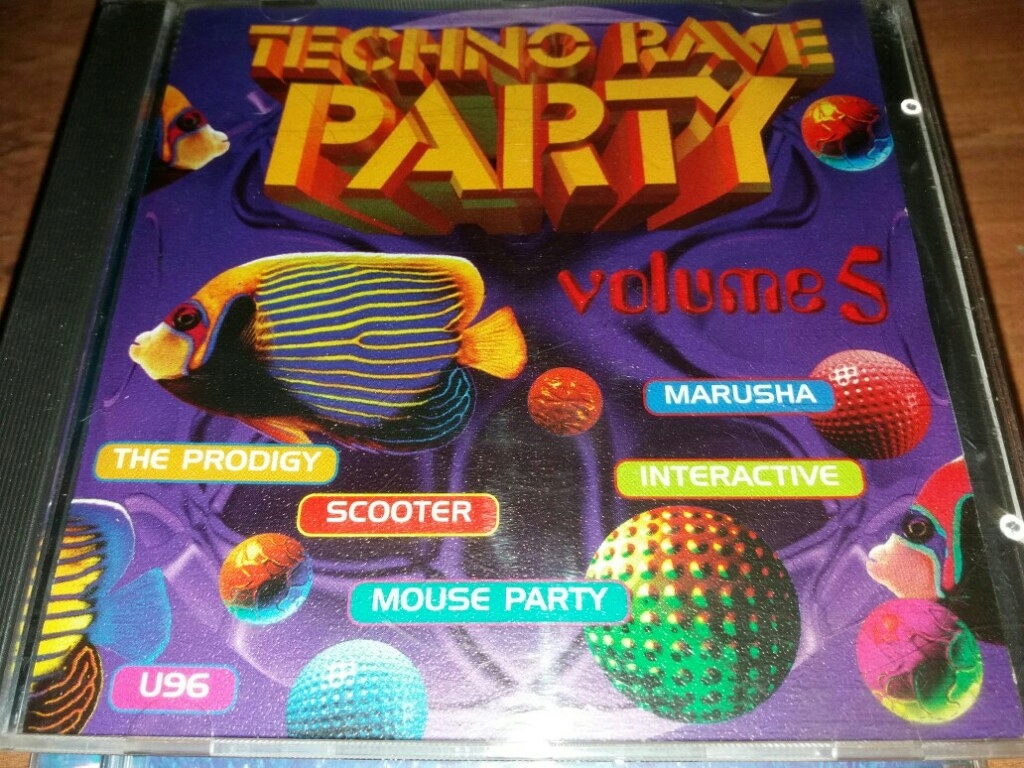 TECHNO RAVE
PARTY
volume 5
MARUSHA
THE PRODIGY
INTERACTIVE
SCOOTER
MOUSE PARTY
U96